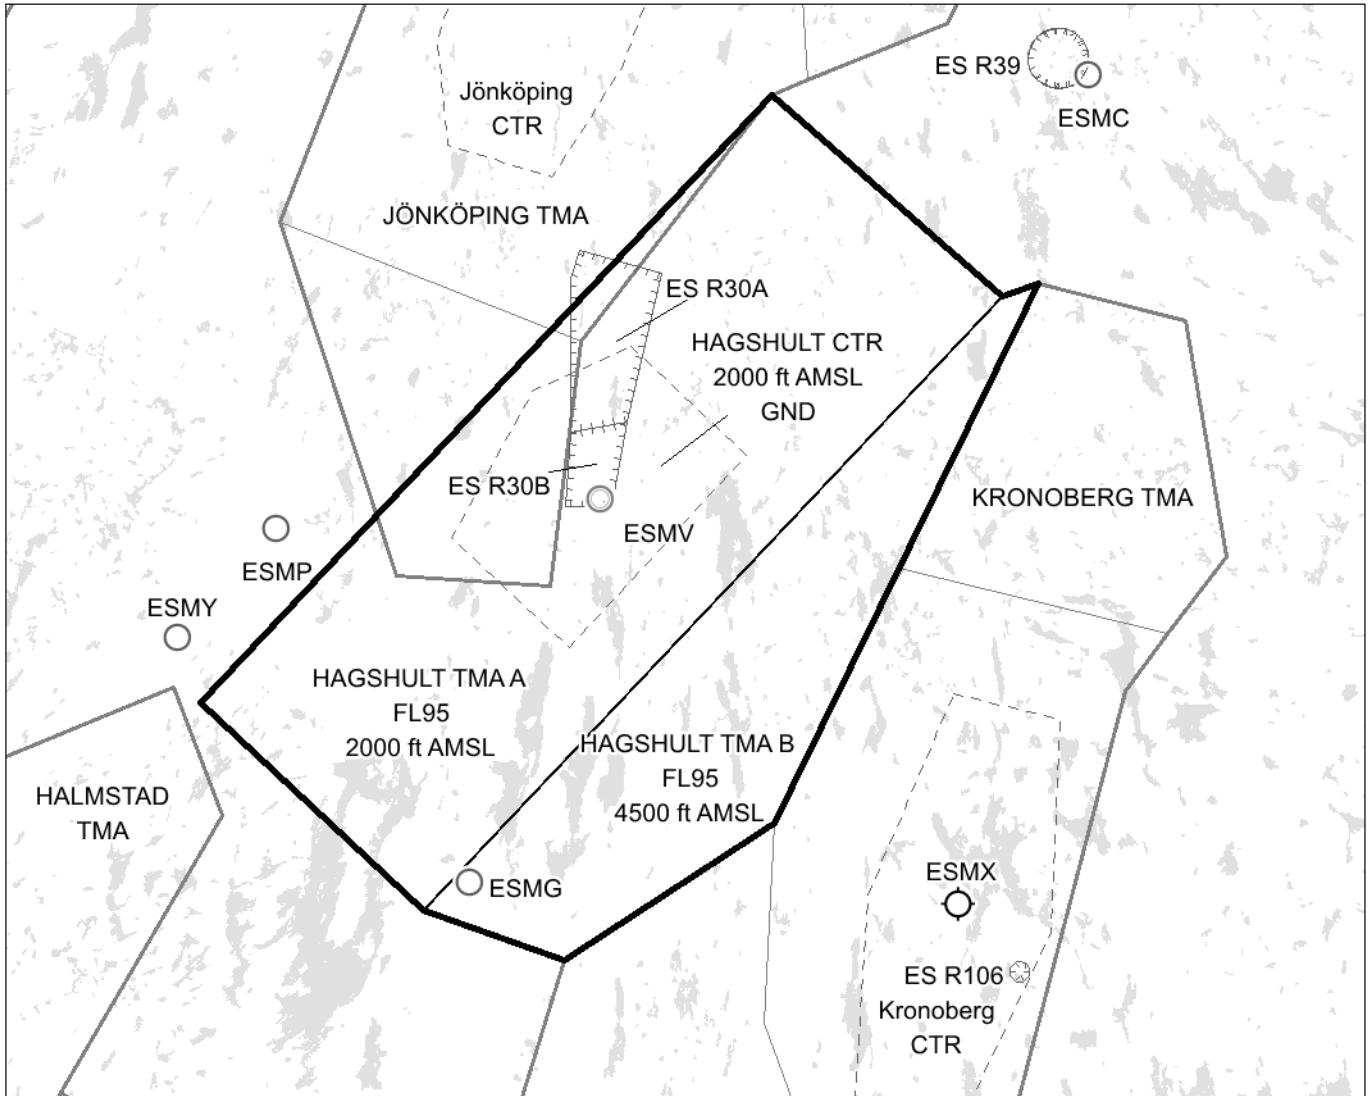 ES R39
ESMC
Jönköping
CTR
JÖNKÖPING TMA
ES R30A
HAGSHULT CTR
2000 ft AMSL
GND
ES R30B
ESMV
KRONOBERG TMA
ESMP
ESMY
HAGSHULT TMA A
FL95
2000 ft AMSL
HAGSHULT TMA B
FL95
4500 ft AMSL
HALMSTAD
TMA
ESMG
ESMX
ES R106
Kronoberg
CTR